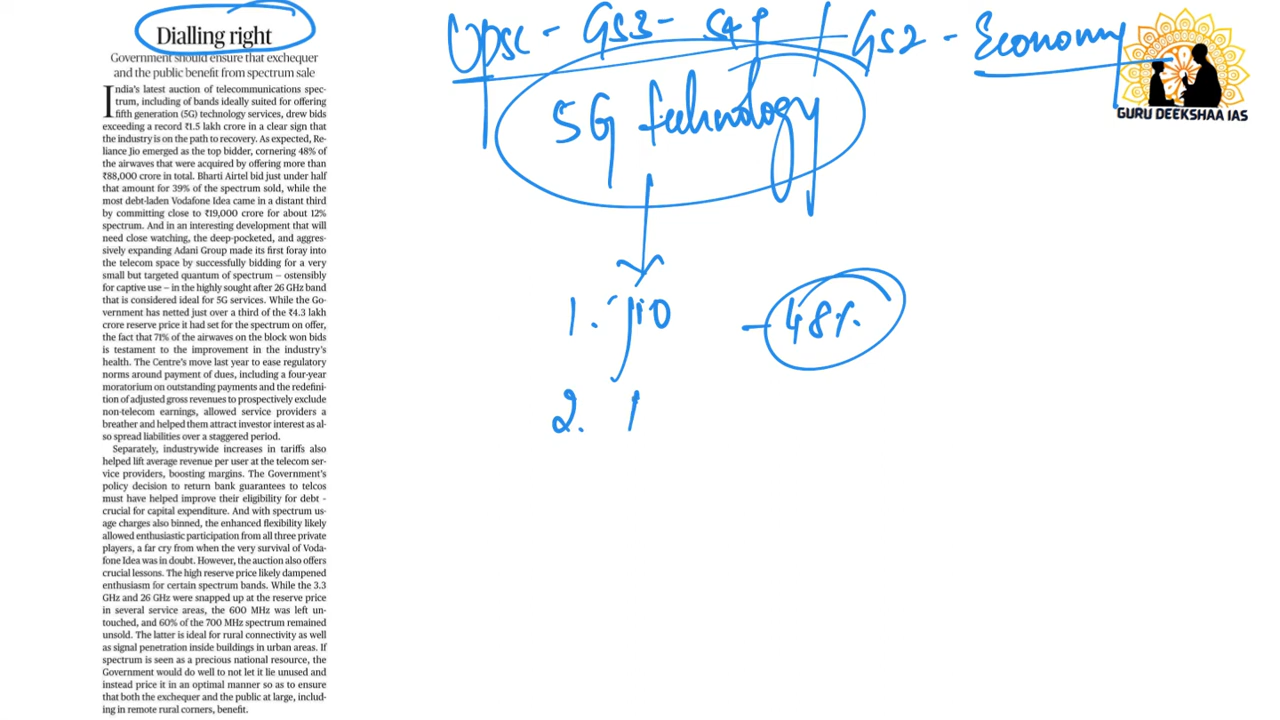 Dialling right
Government should ensure that exchequer
and the public benefit from spectrum sale
India's latest auction of telecommunications spec-
trum, including of bands ideally suited for offering
fifth generation (5G) technology services, drew bids
exceeding a record ₹1.5 lakh crore in a clear sign that
the industry is on the path to recovery. As expected, Re-
liance Jio emerged as the top bidder, cornering 48% of
the airwaves that were acquired by offering more than
₹88,000 crore in total. Bharti Airtel bid just under half
that amount for 39% of the spectrum sold, while the
most debt-laden Vodafone Idea came in a distant third
by committing close to ₹19,000 crore for about 12%
spectrum. And in an interesting development that will
need close watching, the deep-pocketed, and aggres-
sively expanding Adani Group made its first foray into
the telecom space by successfully bidding for a very
small but targeted quantum of spectrum – ostensibly
for captive use – in the highly sought after 26 GHz band
that is considered ideal for 5G services. While the Go-
vernment has netted just over a third of the ₹4.3 lakh
crore reserve price it had set for the spectrum on offer,
the fact that 71% of the airwaves on the block won bids
is testament to the improvement in the industry's
health. The Centre's move last year to ease regulatory
norms around payment of dues, including a four-year
moratorium on outstanding payments and the redefini-
tion of adjusted gross revenues to prospectively exclude
non-telecom earnings, allowed service providers a
breather and helped them attract investor interest as al-
so spread liabilities over a staggered period.
Separately, industrywide increases in tariffs also
helped lift average revenue per user at the telecom ser-
vice providers, boosting margins. The Government's
policy decision to return bank guarantees to telcos
must have helped improve their eligibility for debt -
crucial for capital expenditure. And with spectrum us-
age charges also binned, the enhanced flexibility likely
allowed enthusiastic participation from all three private
players, a far cry from when the very survival of Voda-
fone Idea was in doubt. However, the auction also offers
crucial lessons. The high reserve price likely dampened
enthusiasm for certain spectrum bands. While the 3.3
GHz and 26 GHz were snapped up at the reserve price
in several service areas, the 600 MHz was left un-
touched, and 60% of the 700 MHz spectrum remained
unsold. The latter is ideal for rural connectivity as well
as signal penetration inside buildings in urban areas. If
spectrum is seen as a precious national resource, the
Government would do well to not let it lie unused and
instead price it in an optimal manner so as to ensure
that both the exchequer and the public at large, includ-
ing in remote rural corners, benefit.
Upsc - GS3 - S&T / GS2 - Economy
5G technology
1. jio - 48%
2.
GURU DEEKSHAA IAS